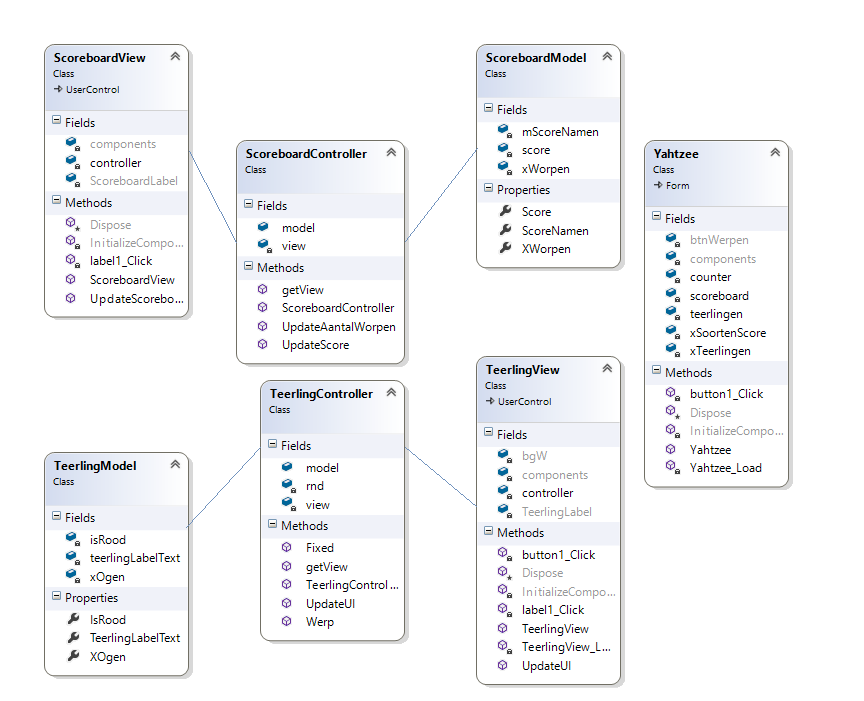 ScoreboardView
Class
UserControl
Fields
components
controller
ScoreboardLabel
Methods
Dispose
InitializeCompo...
label1_Click
ScoreboardView
UpdateScorebo...
ScoreboardController
Class
Fields
model
view
Methods
getView
ScoreboardController
UpdateAantalWorpen
UpdateScore
ScoreboardModel
Class
Fields
mScoreNamen
score
xWorpen
Properties
Score
ScoreNamen
XWorpen
Yahtzee
Class
Form
Fields
btnWerpen
components
counter
scoreboard
teerlingen
xSoortenScore
xTeerlingen
Methods
button1_Click
Dispose
InitializeCompo...
Yahtzee
Yahtzee_Load
TeerlingModel
Class
Fields
isRood
teerlingLabelText
xOgen
Properties
IsRood
TeerlingLabelText
XOgen
TeerlingController
Class
Fields
model
rnd
view
Methods
Fixed
getView
TeerlingControl...
UpdateUI
Werp
TeerlingView
Class
UserControl
Fields
bgW
components
controller
TeerlingLabel
Methods
button1_Click
Dispose
InitializeCompo...
label1_Click
TeerlingView
TeerlingView_L...
UpdateUI